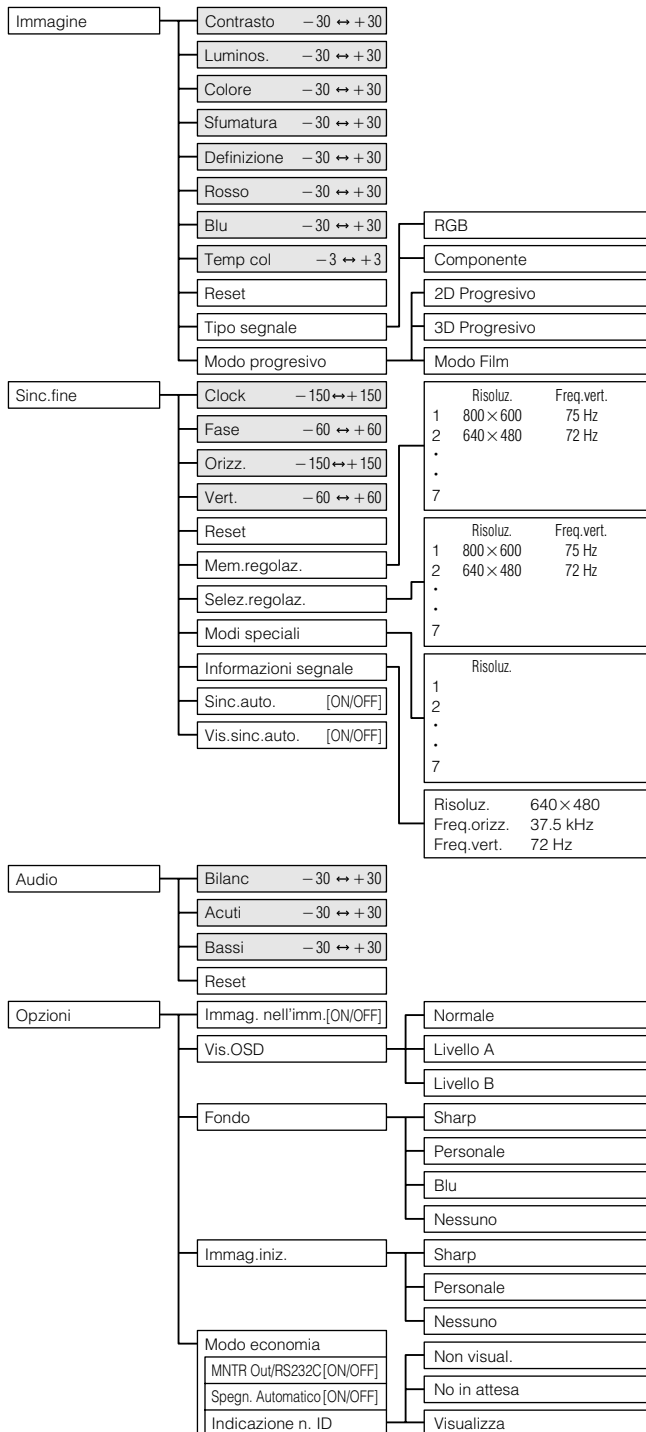 Immagine
Contrasto −30 ↔ +30
Luminos. −30 ↔ +30
Colore −30 ↔ +30
Sfumatura −30 ↔ +30
Definizione −30 ↔ +30
Rosso −30 ↔ +30
Blu −30 ↔ +30
Temp col −3 ↔ +3
Reset
Tipo segnale
RGB
Componente
Modo progresivo
2D Progresivo
3D Progresivo
Modo Film
Sinc.fine
Clock −150↔+150
Fase −60 ↔ +60
Orizz. −150↔+150
Vert. −60 ↔ +60
Reset
Mem.regolaz.
Risoluz. Freq.vert.
1 800×600 75 Hz
2 640×480 72 Hz
•
•
7
Selez.regolaz.
Risoluz. Freq.vert.
1 800×600 75 Hz
2 640×480 72 Hz
•
•
7
Modi speciali
Risoluz.
1
2
•
•
7
Informazioni segnale
Risoluz. 640×480
Freq.orizz. 37.5 kHz
Freq.vert. 72 Hz
Sinc.auto. [ON/OFF]
Vis.sinc.auto. [ON/OFF]
Audio
Bilanc −30 ↔ +30
Acuti −30 ↔ +30
Bassi −30 ↔ +30
Reset
Opzioni
Immag. nell'imm.[ON/OFF]
Vis.OSD
Normale
Livello A
Livello B
Fondo
Sharp
Personale
Blu
Nessuno
Immag.iniz.
Sharp
Personale
Nessuno
Modo economia
MNTR Out/RS232C[ON/OFF]
Spegn. Automatico[ON/OFF]
Indicazione n. ID
Non visual.
No in attesa
Visualizza